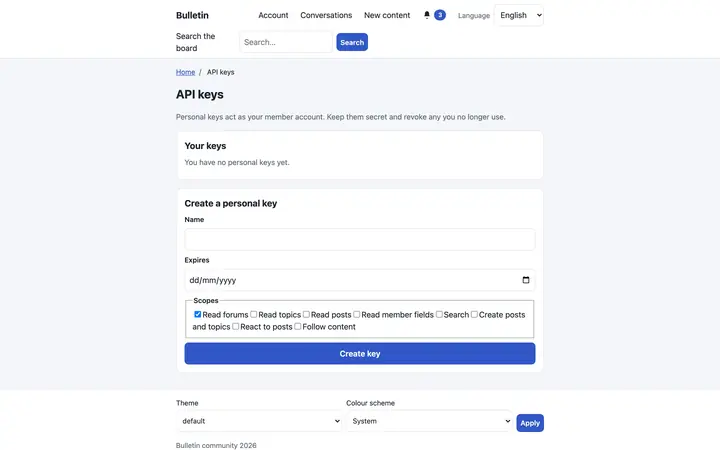 Bulletin Account Conversations New content 3 Language English
Search the board Search... Search
Home / API keys
API keys
Personal keys act as your member account. Keep them secret and revoke any you no longer use.
Your keys
You have no personal keys yet.
Create a personal key
Name
Expires
dd/mm/yyyy
Scopes
Read forums Read topics Read posts Read member fields Search Create posts
and topics React to posts Follow content
Create key
Theme Colour scheme
default System Apply
Bulletin community 2026